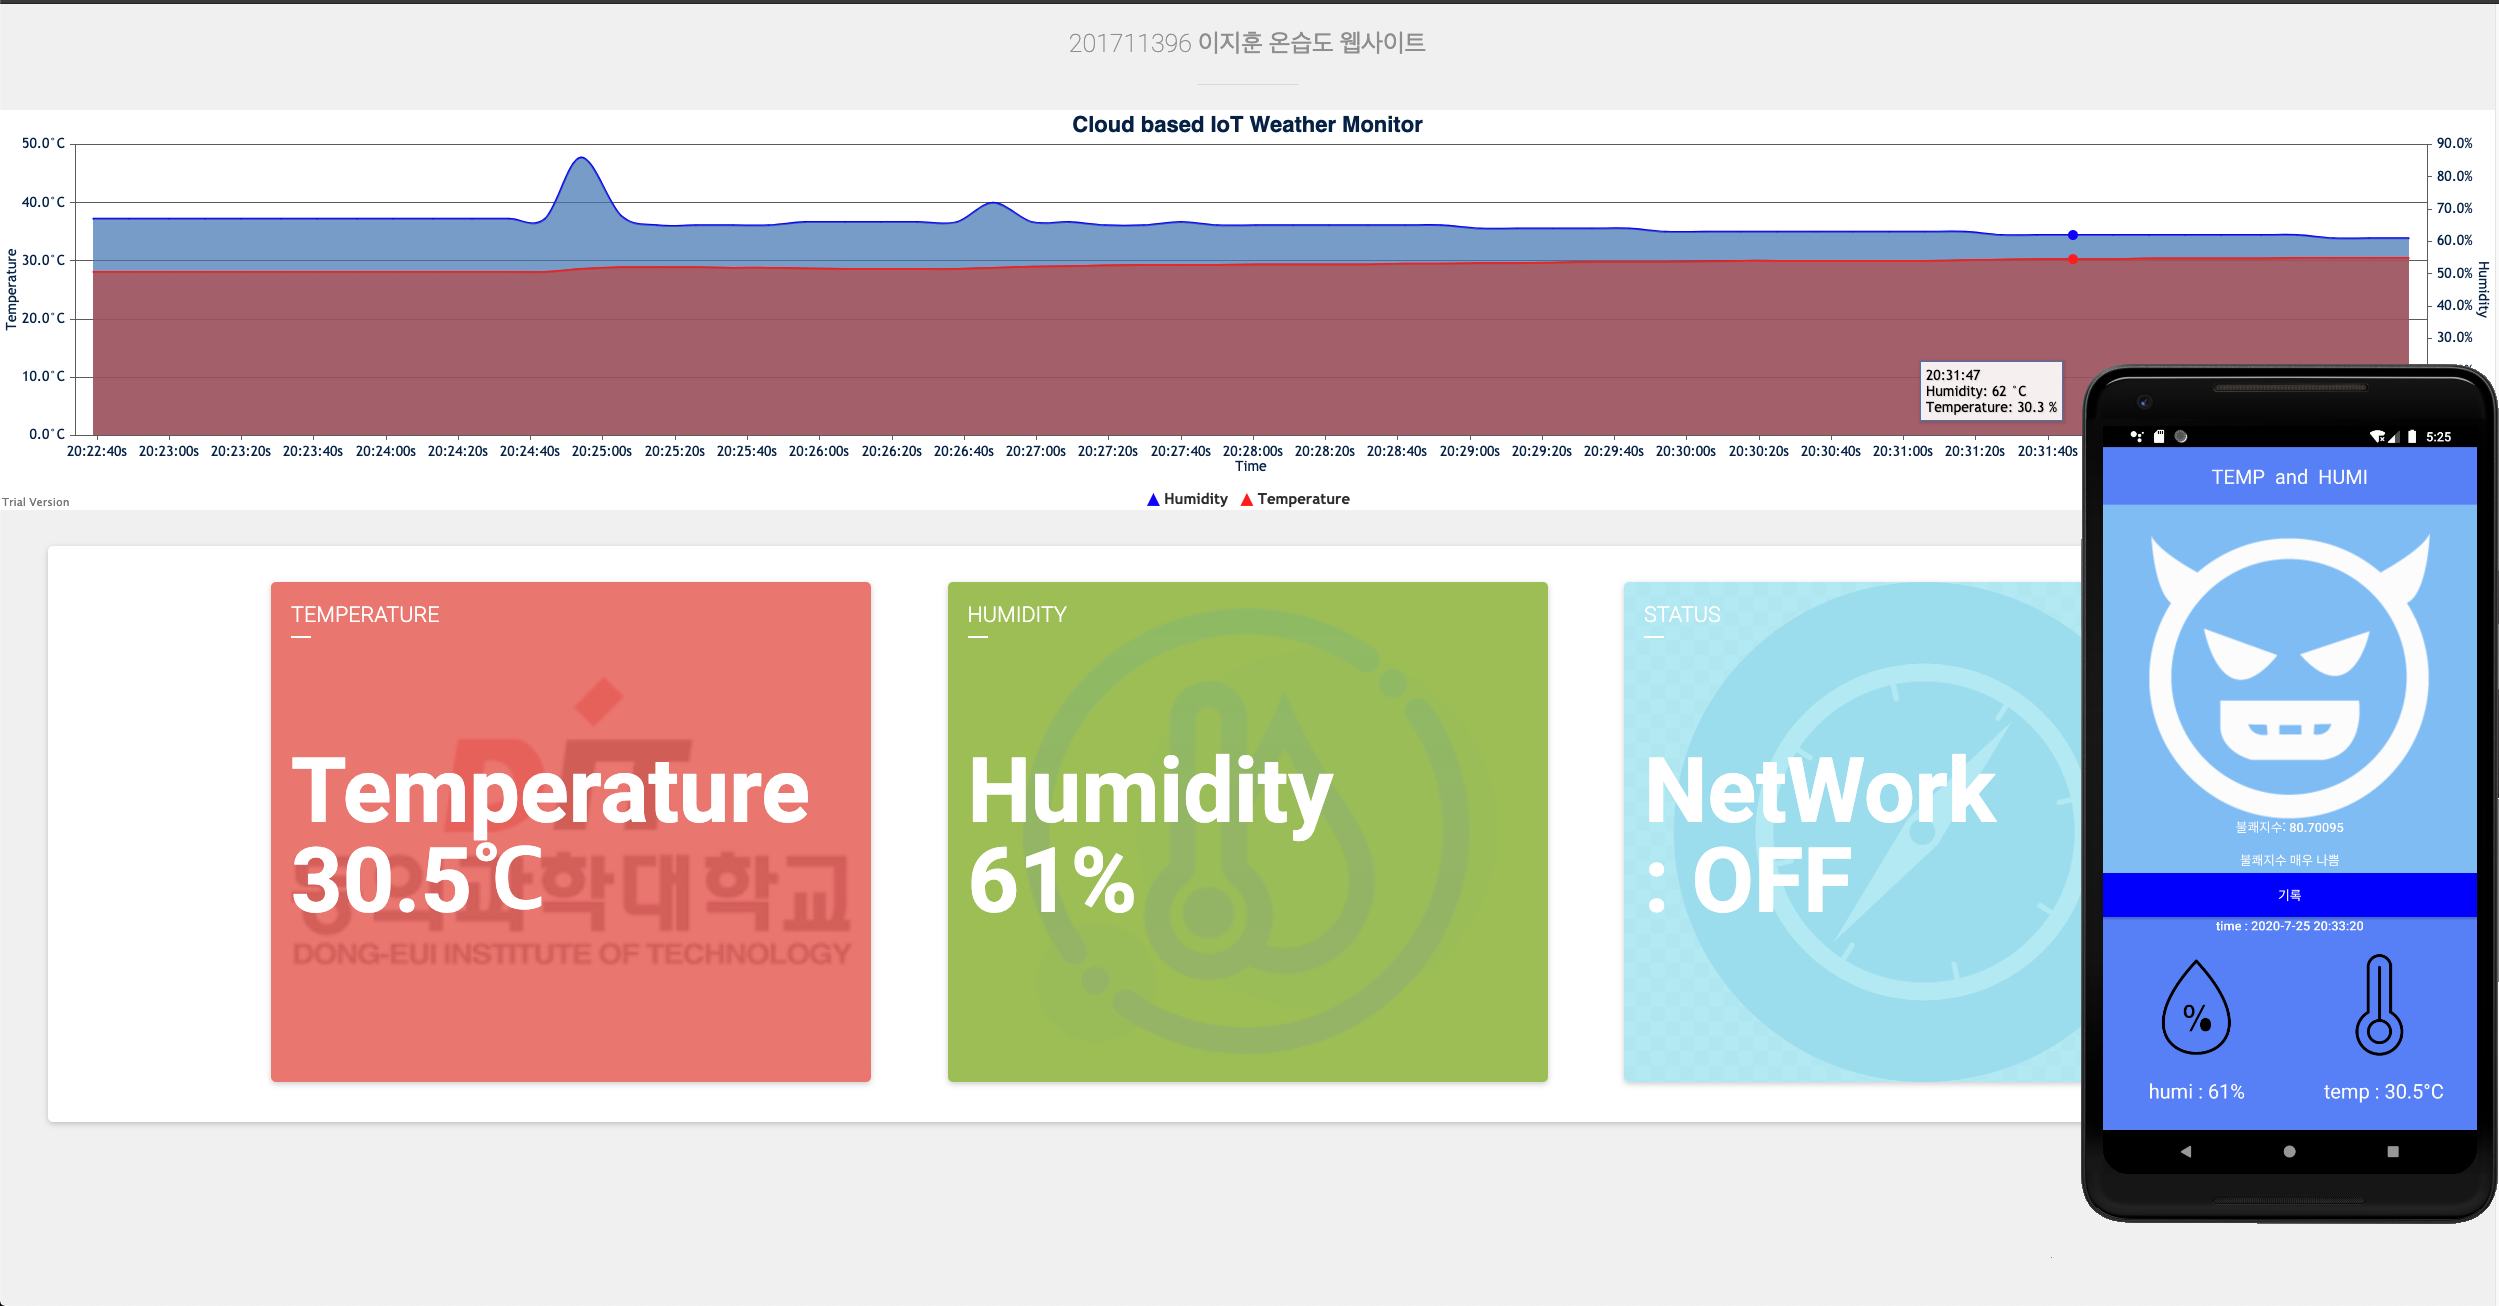 201711396 이지훈 온습도 웹사이트
Cloud based IoT Weather Monitor
50.0˚C
40.0˚C
30.0˚C
20.0˚C
10.0˚C
0.0˚C
Temperature
90.0%
80.0%
70.0%
60.0%
50.0%
40.0%
30.0%
Humidity
20:31:47
Humidity: 62 ˚C
Temperature: 30.3 %
20:22:40s 20:23:00s 20:23:20s 20:23:40s 20:24:00s 20:24:20s 20:24:40s 20:25:00s 20:25:20s 20:25:40s 20:26:00s 20:26:20s 20:26:40s 20:27:00s 20:27:20s 20:27:40s 20:28:00s 20:28:20s 20:28:40s 20:29:00s 20:29:20s 20:29:40s 20:30:00s 20:30:20s 20:30:40s 20:31:00s 20:31:20s 20:31:40s
Time
Humidity Temperature
Trial Version
TEMPERATURE
Temperature
30.5℃
DIT
동의과학대학교
DONG-EUI INSTITUTE OF TECHNOLOGY
HUMIDITY
Humidity
61%
STATUS
NetWork
: OFF
5:25
TEMP and HUMI
불쾌지수: 80.70095
불쾌지수 매우 나쁨
기록
time : 2020-7-25 20:33:20
%
humi : 61%
temp : 30.5°C